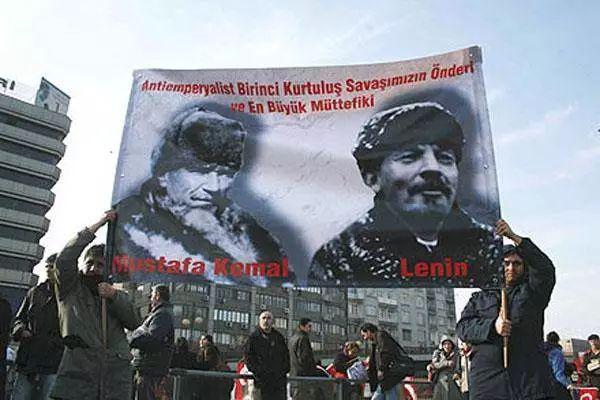 Antiemperyalist Birinci Kurtuluş Savaşımızın Önderi
ve En Büyük Müttefiki
Mustafa Kemal
Lenin